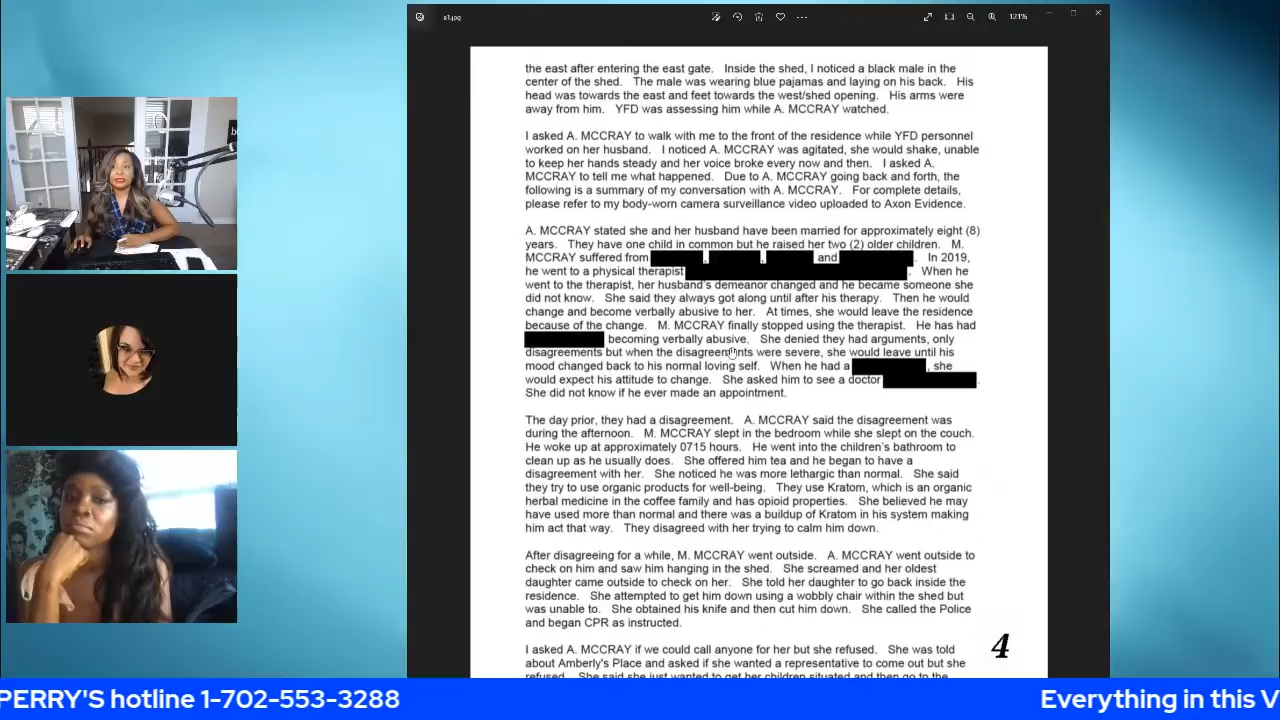 a1.jpg
121%
the east after entering the east gate. Inside the shed, I noticed a black male in the
center of the shed. The male was wearing blue pajamas and laying on his back. His
head was towards the east and feet towards the west/shed opening. His arms were
away from him. YFD was assessing him while A. MCCRAY watched.
I asked A. MCCRAY to walk with me to the front of the residence while YFD personnel
worked on her husband. I noticed A. MCCRAY was agitated, she would shake, unable
to keep her hands steady and her voice broke every now and then. I asked A.
MCCRAY to tell me what happened. Due to A. MCCRAY going back and forth, the
following is a summary of my conversation with A. MCCRAY. For complete details,
please refer to my body-worn camera surveillance video uploaded to Axon Evidence.
A. MCCRAY stated she and her husband have been married for approximately eight (8)
years. They have one child in common but he raised her two (2) older children. M.
MCCRAY suffered from , , and . In 2019,
he went to a physical therapist . When he
went to the therapist, her husband's demeanor changed and he became someone she
did not know. She said they always got along until after his therapy. Then he would
change and become verbally abusive to her. At times, she would leave the residence
because of the change. M. MCCRAY finally stopped using the therapist. He has had
becoming verbally abusive. She denied they had arguments, only
disagreements but when the disagreements were severe, she would leave until his
mood changed back to his normal loving self. When he had a , she
would expect his attitude to change. She asked him to see a doctor .
She did not know if he ever made an appointment.
The day prior, they had a disagreement. A. MCCRAY said the disagreement was
during the afternoon. M. MCCRAY slept in the bedroom while she slept on the couch.
He woke up at approximately 0715 hours. He went into the children's bathroom to
clean up as he usually does. She offered him tea and he began to have a
disagreement with her. She noticed he was more lethargic than normal. She said
they try to use organic products for well-being. They use Kratom, which is an organic
herbal medicine in the coffee family and has opioid properties. She believed he may
have used more than normal and there was a buildup of Kratom in his system making
him act that way. They disagreed with her trying to calm him down.
After disagreeing for a while, M. MCCRAY went outside. A. MCCRAY went outside to
check on him and saw him hanging in the shed. She screamed and her oldest
daughter came outside to check on her. She told her daughter to go back inside the
residence. She attempted to get him down using a wobbly chair within the shed but
was unable to. She obtained his knife and then cut him down. She called the Police
and began CPR as instructed.
I asked A. MCCRAY if we could call anyone for her but she refused. She was told
about Amberly's Place and asked if she wanted a representative to come out but she
refused. She said she just wanted to get her children situated and then go to the
4
PERRY'S hotline 1-702-553-3288
Everything in this V